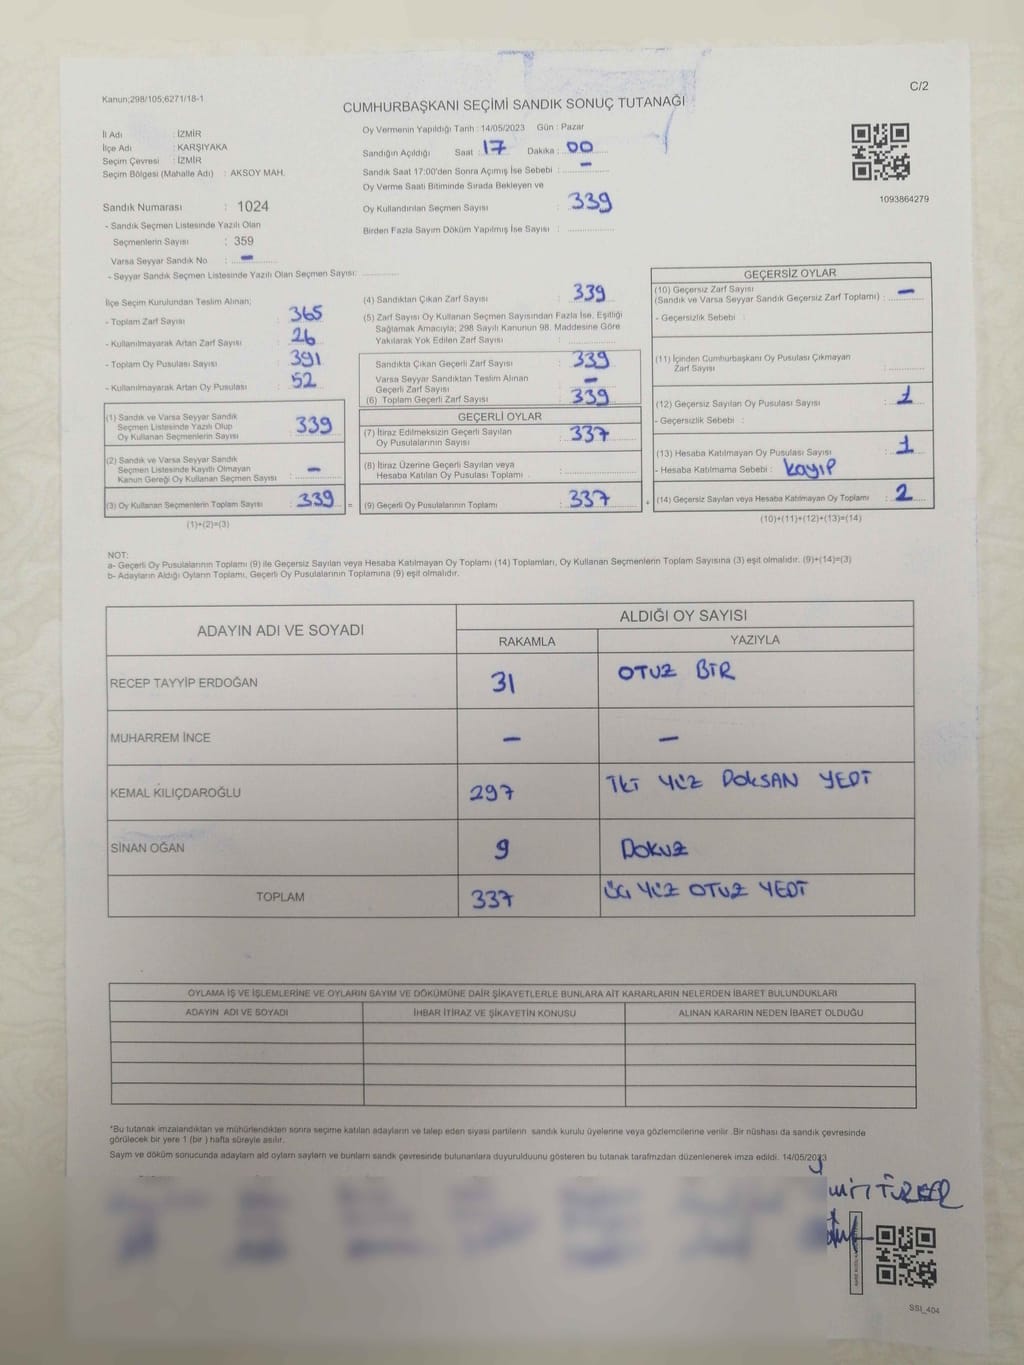 Kanun;298/105;6271/18-1
C/2
CUMHURBAŞKANI SEÇİMİ SANDIK SONUÇ TUTANAĞI
İl Adı : İZMİR
İlçe Adı : KARŞIYAKA
Seçim Çevresi : İZMİR
Seçim Bölgesi (Mahalle Adı) : AKSOY MAH.
Sandık Numarası : 1024
- Sandık Seçmen Listesinde Yazılı Olan
Seçmenlerin Sayısı : 359
Varsa Seyyar Sandık No : –
- Seyyar Sandık Seçmen Listesinde Yazılı Olan Seçmen Sayısı:
Oy Vermenin Yapıldığı Tarih : 14/05/2023 Gün : Pazar
Sandığın Açıldığı Saat : 17 Dakika : 00
Sandık Saat 17:00'den Sonra Açımış İse Sebebi : –
Oy Verme Saati Bitiminde Sırada Bekleyen ve
Oy Kullandırılan Seçmen Sayısı : 339
Birden Fazla Sayım Döküm Yapılmış İse Sayısı :
1093864279
İlçe Seçim Kurulundan Teslim Alınan;
- Toplam Zarf Sayısı : 365
- Kullanılmayarak Artan Zarf Sayısı : 26
- Toplam Oy Pusulası Sayısı : 391
- Kullanılmayarak Artan Oy Pusulası : 52
(1) Sandık ve Varsa Seyyar Sandık
Seçmen Listesinde Yazılı Olup
Oy Kullanan Seçmenlerin Sayısı : 339
(2) Sandık ve Varsa Seyyar Sandık
Seçmen Listesinde Kayıtlı Olmayan
Kanun Gereği Oy Kullanan Seçmen Sayısı : –
(3) Oy Kullanan Seçmenlerin Toplam Sayısı : 339 =
(1)+(2)=(3)
(4) Sandıktan Çıkan Zarf Sayısı : 339
(5) Zarf Sayısı Oy Kullanan Seçmen Sayısından Fazla İse, Eşitliği
Sağlamak Amacıyla; 298 Sayılı Kanunun 98. Maddesine Göre
Yakılarak Yok Edilen Zarf Sayısı :
Sandıkta Çıkan Geçerli Zarf Sayısı : 339
Varsa Seyyar Sandıktan Teslim Alınan
Geçerli Zarf Sayısı : –
(6) Toplam Geçerli Zarf Sayısı : 339
GEÇERLİ OYLAR
(7) İtiraz Edilmeksizin Geçerli Sayılan
Oy Pusulalarının Sayısı : 337
(8) İtiraz Üzerine Geçerli Sayılan veya
Hesaba Katılan Oy Pusulası Toplamı :
(9) Geçerli Oy Pusulalarının Toplamı : 337 +
GEÇERSİZ OYLAR
(10) Geçersiz Zarf Sayısı
(Sandık ve Varsa Seyyar Sandık Geçersiz Zarf Toplamı) : –
- Geçersizlik Sebebi :
(11) İçinden Cumhurbaşkanı Oy Pusulası Çıkmayan
Zarf Sayısı :
(12) Geçersiz Sayılan Oy Pusulası Sayısı : 1
- Geçersizlik Sebebi :
(13) Hesaba Katılmayan Oy Pusulası Sayısı : 1
- Hesaba Katılmama Sebebi : kayıp
(14) Geçersiz Sayılan veya Hesaba Katılmayan Oy Toplamı : 2
(10)+(11)+(12)+(13)=(14)
NOT:
a- Geçerli Oy Pusulalarının Toplamı (9) ile Geçersiz Sayılan veya Hesaba Katılmayan Oy Toplamı (14) Toplamları, Oy Kullanan Seçmenlerin Toplam Sayısına (3) eşit olmalıdır. (9)+(14)=(3)
b- Adayların Aldığı Oyların Toplamı, Geçerli Oy Pusulalarının Toplamına (9) eşit olmalıdır.
ADAYIN ADI VE SOYADI ALDIĞI OY SAYISI
RAKAMLA YAZIYLA
RECEP TAYYİP ERDOĞAN 31 OTUZ BİR
MUHARREM İNCE – –
KEMAL KILIÇDAROĞLU 297 İKİ YÜZ DOKSAN YEDİ
SİNAN OĞAN 9 DOKUZ
TOPLAM 337 ÜÇ YÜZ OTUZ YEDİ
OYLAMA İŞ VE İŞLEMLERİNE VE OYLARIN SAYIM VE DÖKÜMÜNE DAİR ŞİKAYETLERLE BUNLARA AİT KARARLARIN NELERDEN İBARET BULUNDUKLARI
ADAYIN ADI VE SOYADI İHBAR İTİRAZ VE ŞİKAYETİN KONUSU ALINAN KARARIN NEDEN İBARET OLDUĞU
*Bu tutanak imzalandıktan ve mühürlendikten sonra seçime katılan adayların ve talep eden siyasi partilerin sandık kurulu üyelerine veya gözlemcilerine verilir. Bir nüshası da sandık çevresinde
görülecek bir yere 1 (bir ) hafta süreyle asılır.
Sayım ve döküm sonucunda adayların ald oyların sayların ve bunların sandk çevresinde bulunanlara duyurulduunu gösteren bu tutanak tarafmzdan düzenlenerek imza edildi. 14/05/2023
SSI_404